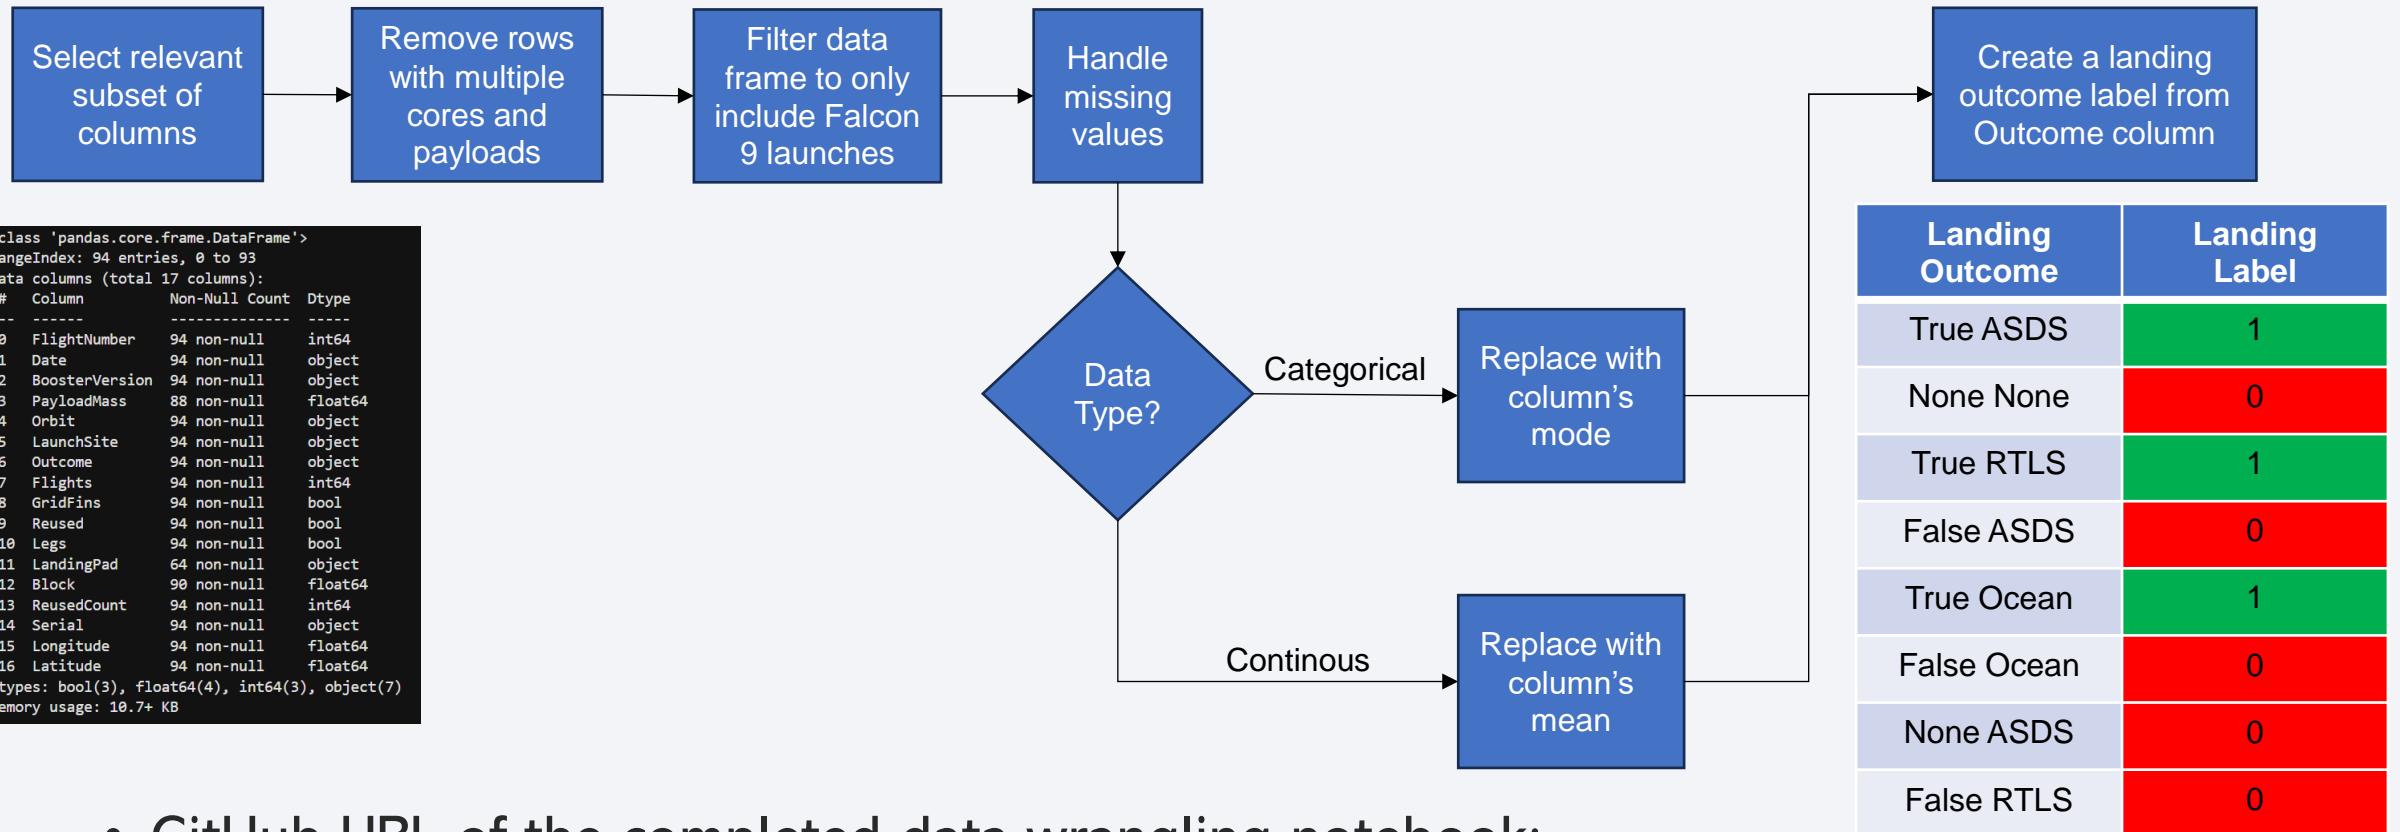 Select relevant
subset of
columns
Remove rows
with multiple
cores and
payloads
Filter data
frame to only
include Falcon
9 launches
Handle
missing
values
Create a landing
outcome label from
Outcome column
class 'pandas.core.frame.DataFrame'>
angeIndex: 94 entries, 0 to 93
ata columns (total 17 columns):
#   Column   Non-Null Count   Dtype
--   ------   --------------   -----
0   FlightNumber   94 non-null   int64
1   Date   94 non-null   object
2   BoosterVersion   94 non-null   object
3   PayloadMass   88 non-null   float64
4   Orbit   94 non-null   object
5   LaunchSite   94 non-null   object
6   Outcome   94 non-null   object
7   Flights   94 non-null   int64
8   GridFins   94 non-null   bool
9   Reused   94 non-null   bool
10   Legs   94 non-null   bool
11   LandingPad   64 non-null   object
12   Block   90 non-null   float64
13   ReusedCount   94 non-null   int64
14   Serial   94 non-null   object
15   Longitude   94 non-null   float64
16   Latitude   94 non-null   float64
types: bool(3), float64(4), int64(3), object(7)
emory usage: 10.7+ KB
Data
Type?
Categorical
Replace with
column's
mode
Continous
Replace with
column's
mean
Landing Outcome   Landing Label
True ASDS   1
None None   0
True RTLS   1
False ASDS   0
True Ocean   1
False Ocean   0
None ASDS   0
False RTLS   0
• GitHub URL of the completed data wrangling notebook: